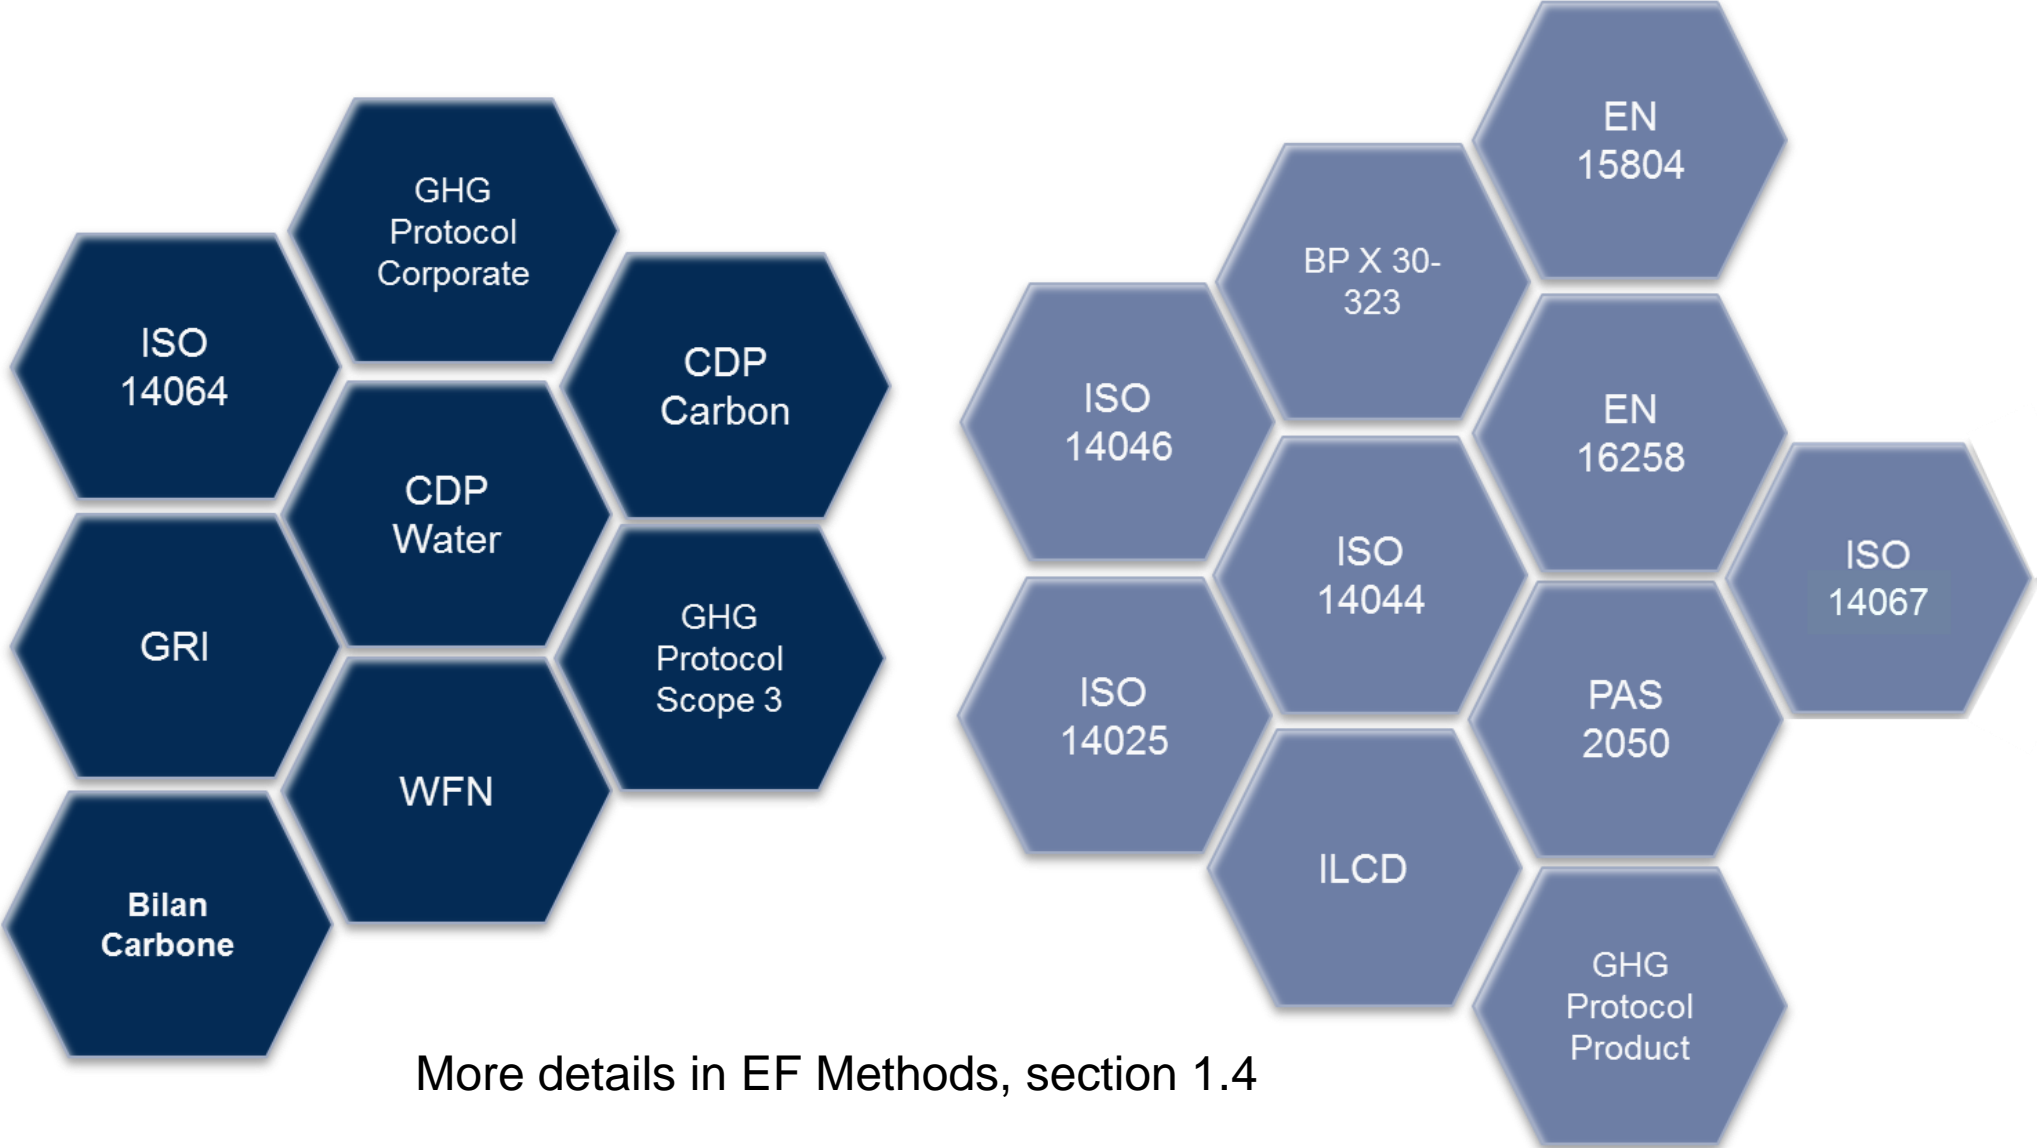 GHG
Protocol
Corporate
ISO
14064
CDP
Carbon
CDP
Water
GRI
GHG
Protocol
Scope 3
WFN
Bilan
Carbone
EN
15804
BP X 30-
323
ISO
14046
EN
16258
ISO
14044
ISO
14067
ISO
14025
PAS
2050
ILCD
GHG
Protocol
Product
More details in EF Methods, section 1.4